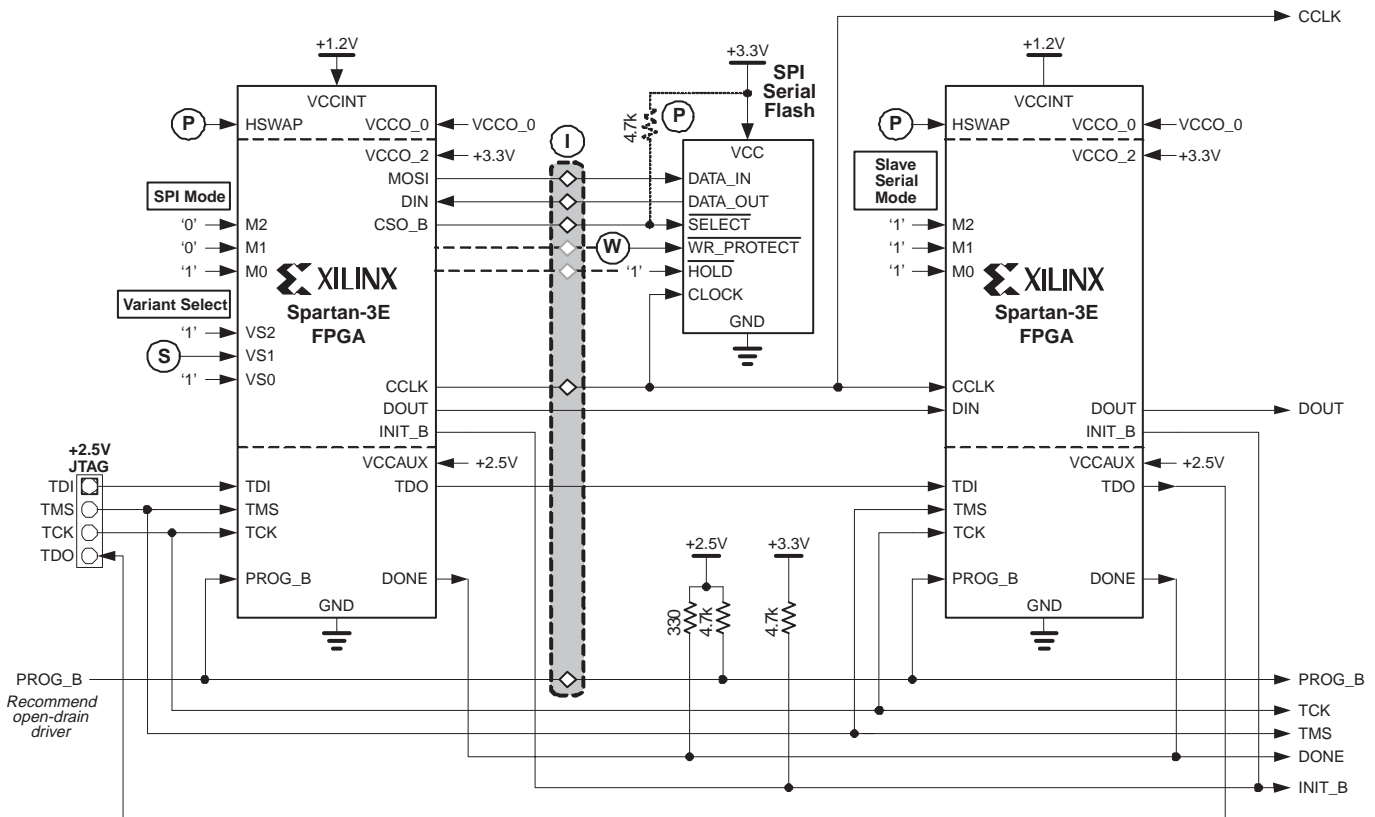 CCLK
+1.2V
+3.3V
+1.2V
SPI
Serial
Flash
VCCINT
P
HSWAP
VCCO_0
VCCO_0
VCCO_2
+3.3V
MOSI
DIN
CSO_B
I
4.7k
P
VCC
DATA_IN
DATA_OUT
SELECT
WR_PROTECT
HOLD
CLOCK
GND
W
'1'
VCCINT
P
HSWAP
VCCO_0
VCCO_0
VCCO_2
+3.3V
Slave
Serial
Mode
'1'
M2
'1'
M1
'1'
M0
XILINX
Spartan-3E
FPGA
SPI Mode
'0'
M2
'0'
M1
'1'
M0
XILINX
Spartan-3E
FPGA
Variant Select
'1'
VS2
S
VS1
'1'
VS0
CCLK
DOUT
INIT_B
CCLK
DIN
DOUT
DOUT
INIT_B
+2.5V
JTAG
TDI
TMS
TCK
TDO
VCCAUX
+2.5V
TDI
TDO
TMS
TCK
PROG_B
DONE
GND
VCCAUX
+2.5V
TDI
TDO
TMS
TCK
PROG_B
DONE
GND
+2.5V
+3.3V
330
4.7k
4.7k
PROG_B
Recommend
open-drain
driver
PROG_B
TCK
TMS
DONE
INIT_B